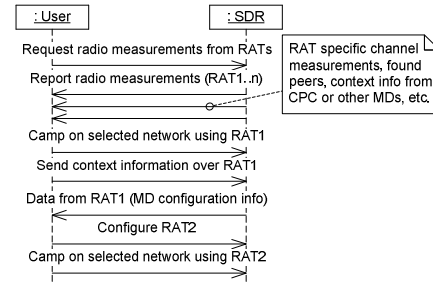 : User
: SDR
Request radio measurements from RATs
Report radio measurements (RAT1..n)
RAT specific channel
measurements, found
peers, context info from
CPC or other MDs, etc.
Camp on selected network using RAT1
Send context information over RAT1
Data from RAT1 (MD configuration info)
Configure RAT2
Camp on selected network using RAT2